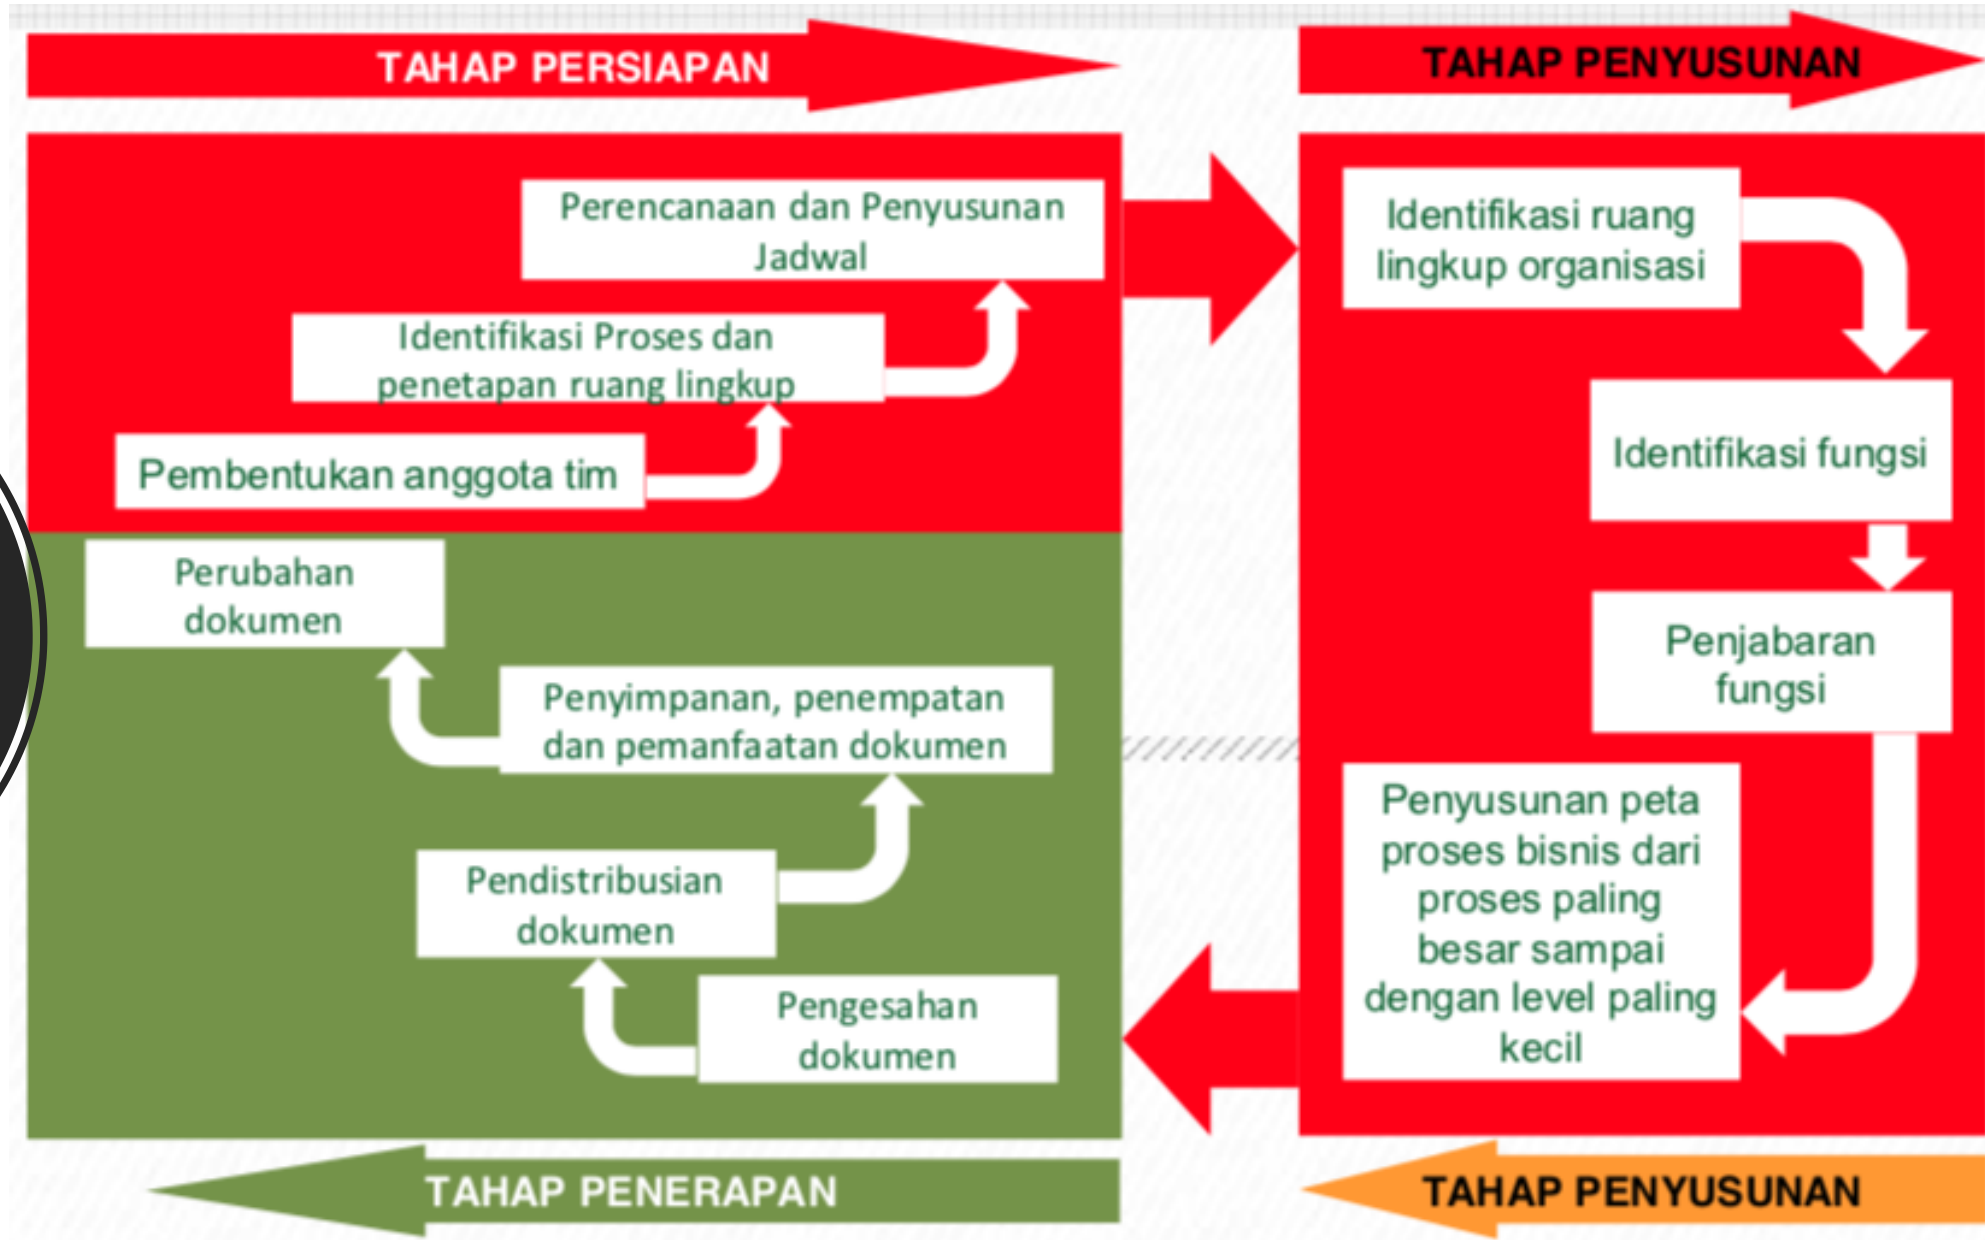 TAHAP PERSIAPAN
TAHAP PENYUSUNAN
Perencanaan dan Penyusunan
Jadwal
Identifikasi Proses dan
penetapan ruang lingkup
Pembentukan anggota tim
Identifikasi ruang
lingkup organisasi
Identifikasi fungsi
Penjabaran
fungsi
Penyusunan peta
proses bisnis dari
proses paling
besar sampai
dengan level paling
kecil
Perubahan
dokumen
Penyimpanan, penempatan
dan pemanfaatan dokumen
Pendistribusian
dokumen
Pengesahan
dokumen
TAHAP PENERAPAN
TAHAP PENYUSUNAN